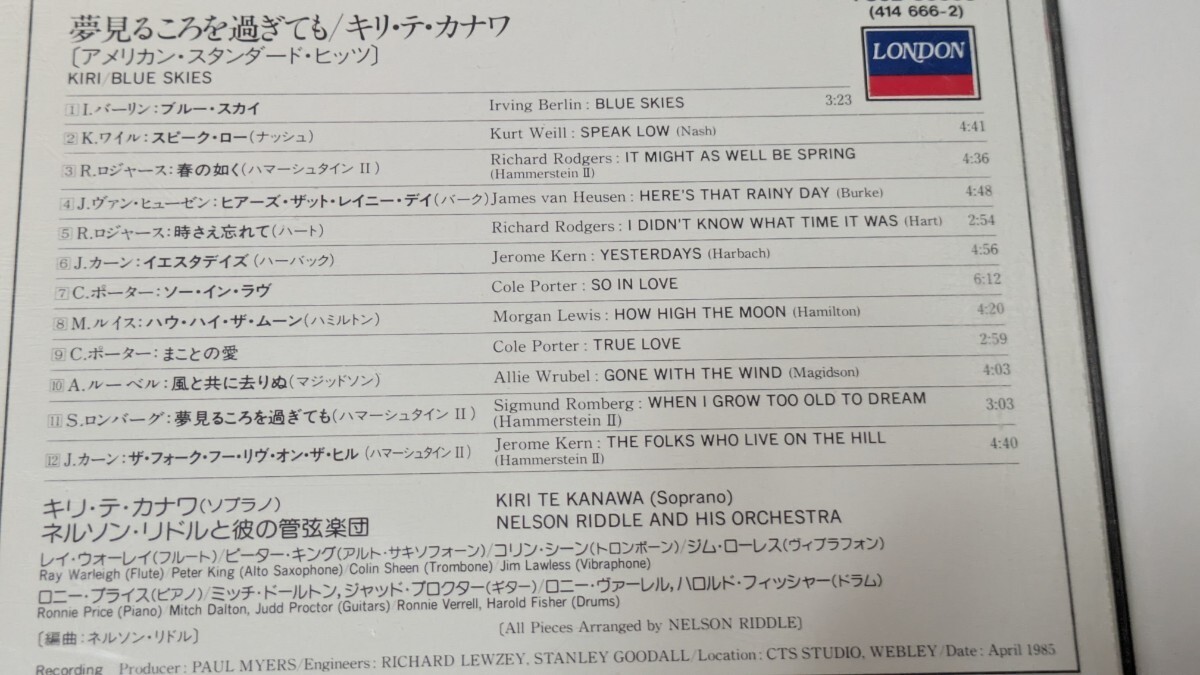 (414 666-2)
夢見るころを過ぎても/キリ・テ・カナワ
〔アメリカン・スタンダード・ヒッツ〕
KIRI/BLUE SKIES
LONDON
1 I.バーリン:ブルー・スカイ Irving Berlin : BLUE SKIES 3:23
2 K.ワイル:スピーク・ロー(ナッシュ) Kurt Weill : SPEAK LOW (Nash) 4:41
3 R.ロジャース:春の如く(ハマーシュタイン II) Richard Rodgers : IT MIGHT AS WELL BE SPRING 4:36
(Hammerstein II)
4 J.ヴァン・ヒューゼン:ヒアーズ・ザット・レイニー・デイ(バーク) James van Heusen : HERE'S THAT RAINY DAY (Burke) 4:48
5 R.ロジャース:時さえ忘れて(ハート) Richard Rodgers : I DIDN'T KNOW WHAT TIME IT WAS (Hart) 2:54
6 J.カーン:イエスタデイズ(ハーバック) Jerome Kern : YESTERDAYS (Harbach) 4:56
7 C.ポーター:ソー・イン・ラヴ Cole Porter : SO IN LOVE 6:12
8 M.ルイス:ハウ・ハイ・ザ・ムーン(ハミルトン) Morgan Lewis : HOW HIGH THE MOON (Hamilton) 4:20
9 C.ポーター:まことの愛 Cole Porter : TRUE LOVE 2:59
10 A.ルーベル:風と共に去りぬ(マジッドソン) Allie Wrubel : GONE WITH THE WIND (Magidson) 4:03
11 S.ロンバーグ:夢見るころを過ぎても(ハマーシュタイン II) Sigmund Romberg : WHEN I GROW TOO OLD TO DREAM 3:03
(Hammerstein II)
12 J.カーン:ザ・フォーク・フー・リヴ・オン・ザ・ヒル(ハマーシュタイン II) Jerome Kern : THE FOLKS WHO LIVE ON THE HILL 4:40
(Hammerstein II)
キリ・テ・カナワ(ソプラノ) KIRI TE KANAWA (Soprano)
ネルソン・リドルと彼の管弦楽団 NELSON RIDDLE AND HIS ORCHESTRA
レイ・ウォーレイ(フルート)/ピーター・キング(アルト・サキソフォーン)/コリン・シーン(トロンボーン)/ジム・ローレス(ヴィブラフォン)
Ray Warleigh (Flute)/Peter King (Alto Saxophone)/Colin Sheen (Trombone)/Jim Lawless (Vibraphone)
ロニー・プライス(ピアノ)/ミッチ・ドールトン,ジャッド・プロクター(ギター)/ロニー・ヴァーレル,ハロルド・フィッシャー(ドラム)
Ronnie Price (Piano)/Mitch Dalton, Judd Proctor (Guitars)/Ronnie Verrell, Harold Fisher (Drums)
〔編曲:ネルソン・リドル〕 〔All Pieces Arranged by NELSON RIDDLE〕
Recording Producer : PAUL MYERS/Engineers : RICHARD LEWZEY, STANLEY GOODALL/Location : CTS STUDIO, WEBLEY/Date : April 1985